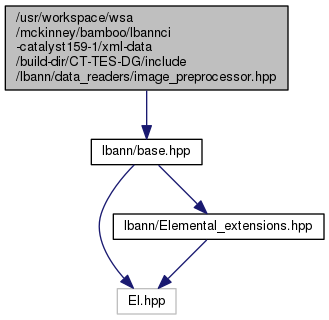 /usr/workspace/wsa
/mckinney/bamboo/lbannci
-catalyst159-1/xml-data
/build-dir/CT-TES-DG/include
/lbann/data_readers/image_preprocessor.hpp
lbann/base.hpp
lbann/Elemental_extensions.hpp
El.hpp